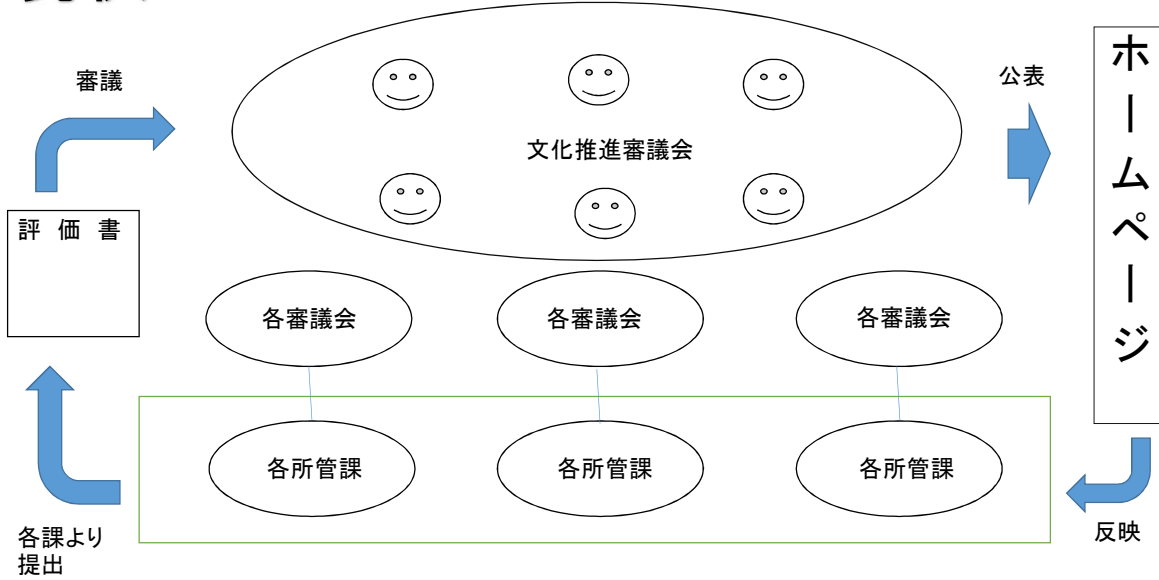 審議
公表
文化推進審議会
ホームページ
評価書
各審議会
各審議会
各審議会
各所管課
各所管課
各所管課
各課より
提出
反映